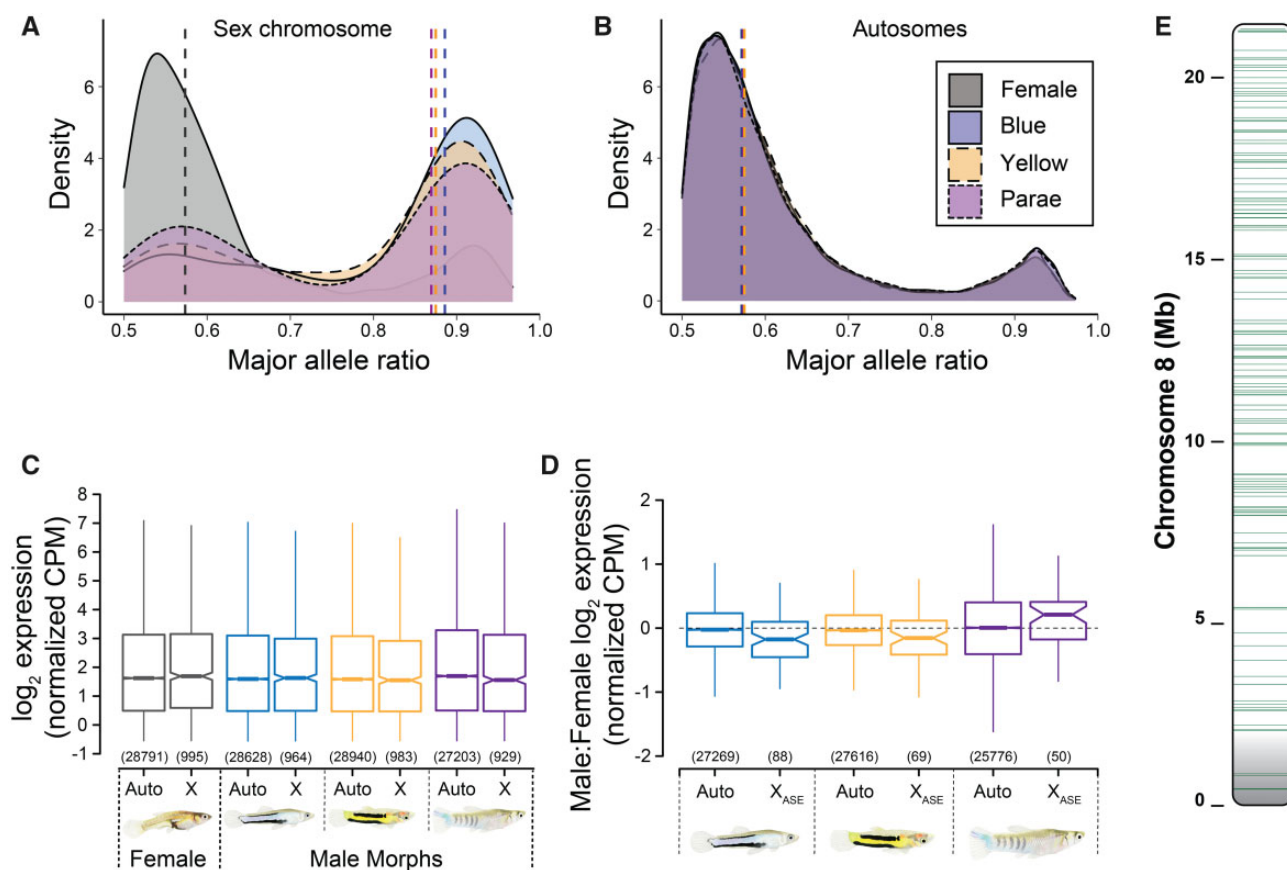 A
Sex chromosome
Density
6
4
2
0
0.5 0.6 0.7 0.8 0.9 1.0
Major allele ratio
B
Autosomes
Density
6
4
2
0
0.5 0.6 0.7 0.8 0.9 1.0
Major allele ratio
Female
Blue
Yellow
Parae
C
log2 expression
(normalized CPM)
8
7
6
5
4
3
2
1
0
-1
(28791) (995) (28628) (964) (28940) (983) (27203) (929)
Auto X Auto X Auto X Auto X
Female Male Morphs
D
Male:Female log2 expression
(normalized CPM)
2
1
0
-1
-2
(27269) (88) (27616) (69) (25776) (50)
Auto XASE Auto XASE Auto XASE
E
Chromosome 8 (Mb)
20
15
10
5
0